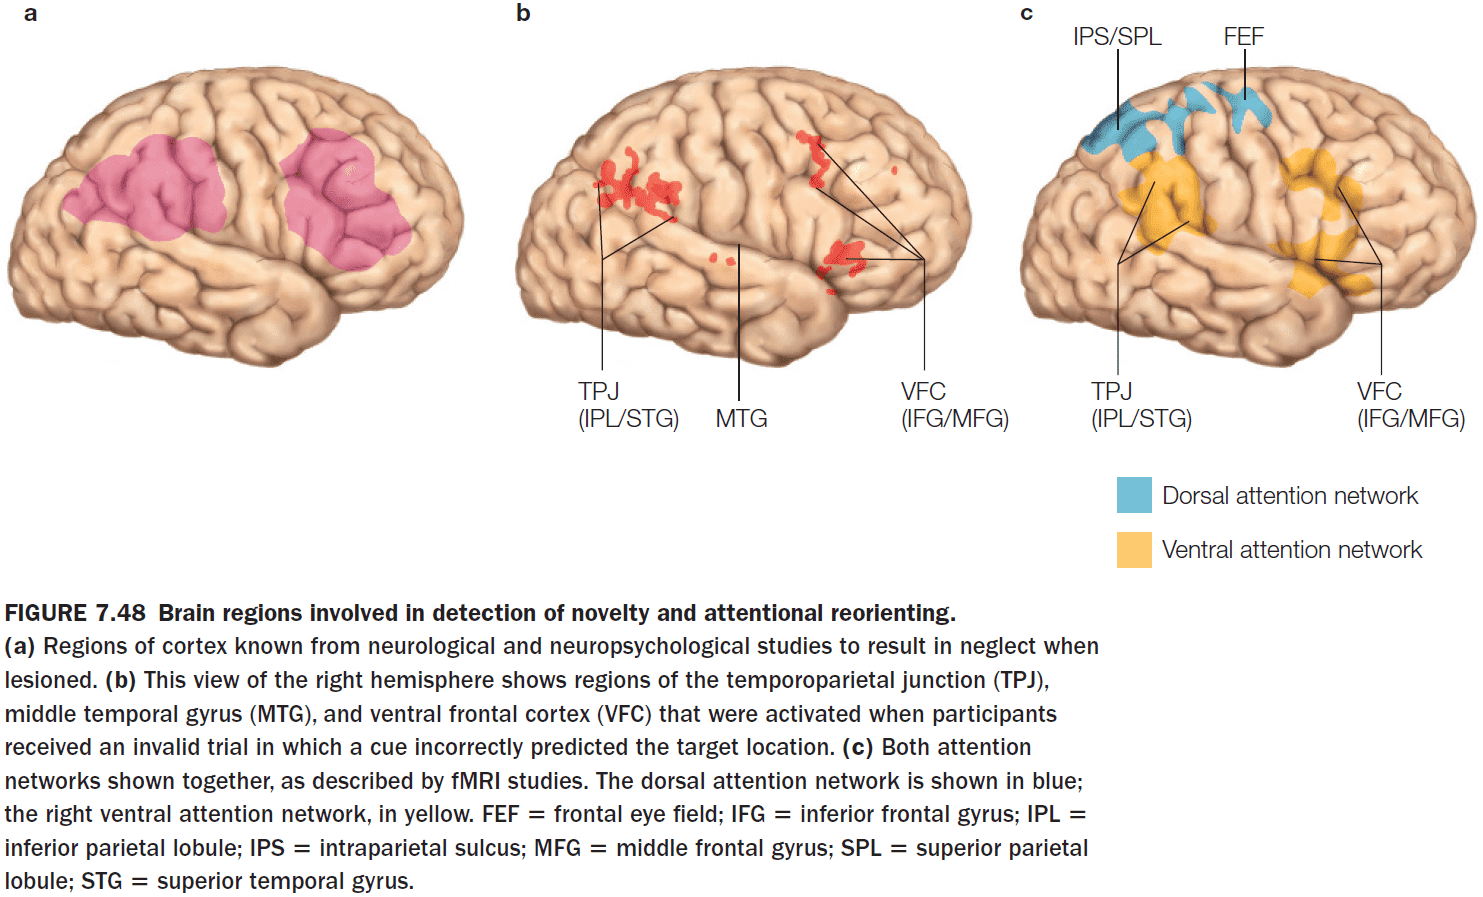 a
b
c
IPS/SPL
FEF
TPJ
(IPL/STG)
MTG
VFC
(IFG/MFG)
TPJ
(IPL/STG)
VFC
(IFG/MFG)
Dorsal attention network
Ventral attention network
FIGURE 7.48 Brain regions involved in detection of novelty and attentional reorienting.
(a) Regions of cortex known from neurological and neuropsychological studies to result in neglect when
lesioned. (b) This view of the right hemisphere shows regions of the temporoparietal junction (TPJ),
middle temporal gyrus (MTG), and ventral frontal cortex (VFC) that were activated when participants
received an invalid trial in which a cue incorrectly predicted the target location. (c) Both attention
networks shown together, as described by fMRI studies. The dorsal attention network is shown in blue;
the right ventral attention network, in yellow. FEF = frontal eye field; IFG = inferior frontal gyrus; IPL =
inferior parietal lobule; IPS = intraparietal sulcus; MFG = middle frontal gyrus; SPL = superior parietal
lobule; STG = superior temporal gyrus.